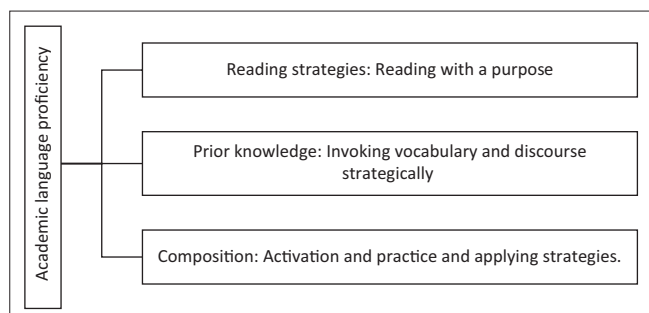 Academic language proficiency
Reading strategies: Reading with a purpose
Prior knowledge: Invoking vocabulary and discourse
strategically
Composition: Activation and practice and applying strategies.